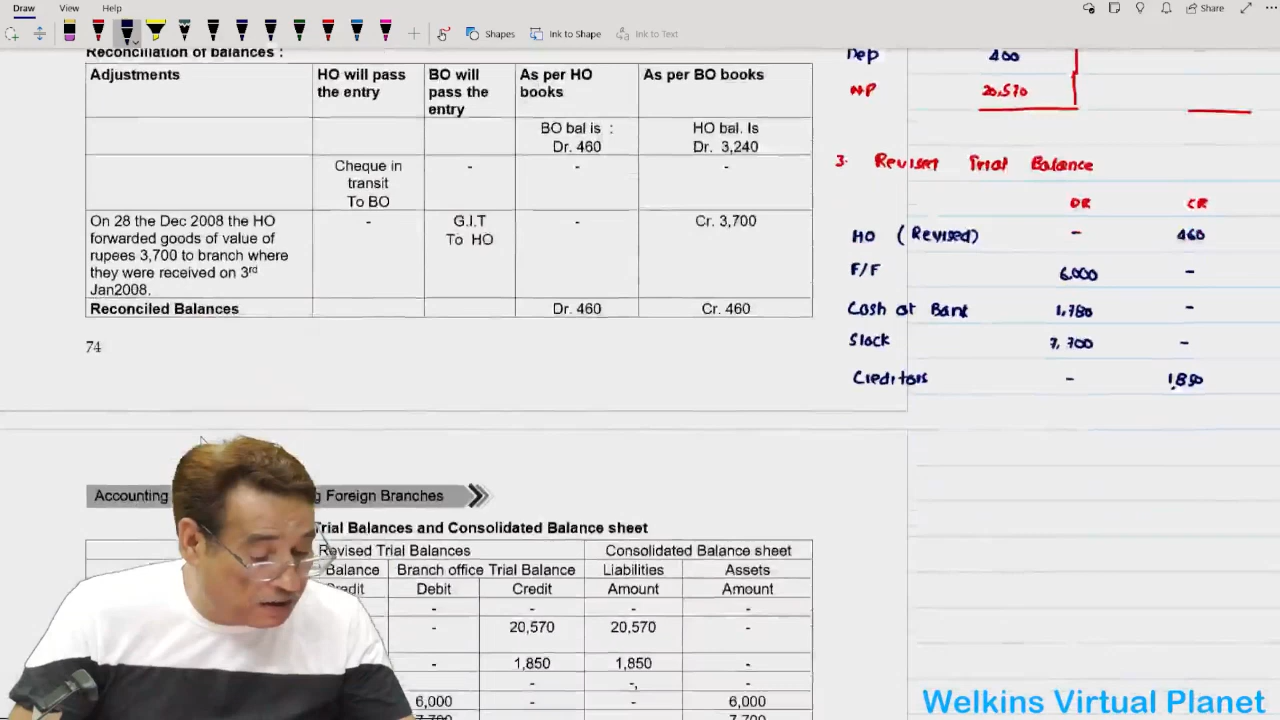 Draw View Help
Share
Shapes Ink to Shape Ink to Text
Reconciliation of balances :
Adjustments HO will pass the entry BO will pass the entry As per HO books As per BO books
BO bal is : Dr. 460 HO bal. Is Dr. 3,240
Cheque in transit To BO - - -
On 28 the Dec 2008 the HO forwarded goods of value of rupees 3,700 to branch where they were received on 3rd Jan2008. - G.I.T To HO - Cr. 3,700
Reconciled Balances Dr. 460 Cr. 460
74
Accounting
g Foreign Branches
Trial Balances and Consolidated Balance sheet
Revised Trial Balances Consolidated Balance sheet
Balance Branch office Trial Balance Liabilities Assets
Credit Debit Credit Amount Amount
- - - -
- 20,570 20,570 -
- 1,850 1,850 -
- - -, -
6,000 - - 6,000
7,700 - - 7,700
Dep 400
NP 20,570
3. Revised Trial Balance
DR CR
HO (Revised) - 460
F/F 6,000 -
Cash at Bank 1,780 -
Stock 7,700 -
Creditors - 1,850
Welkins Virtual Planet